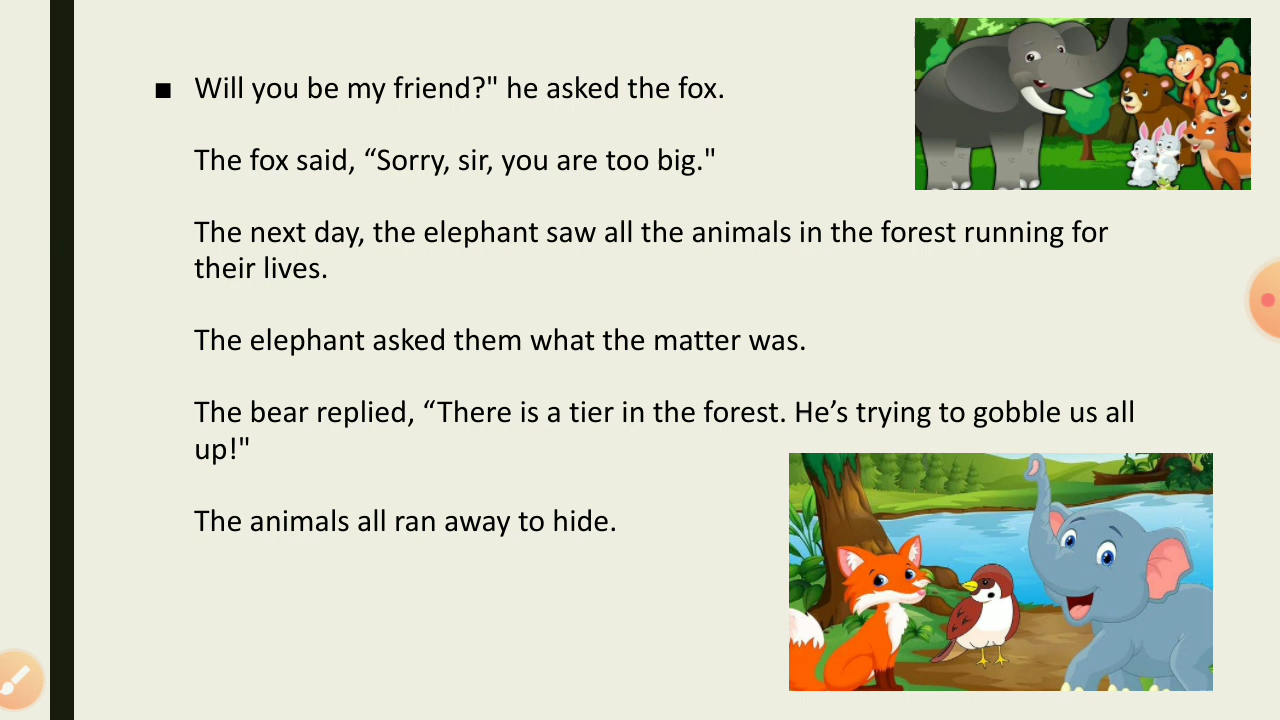 Will you be my friend?" he asked the fox.
The fox said, “Sorry, sir, you are too big."
The next day, the elephant saw all the animals in the forest running for
their lives.
The elephant asked them what the matter was.
The bear replied, “There is a tier in the forest. He’s trying to gobble us all
up!"
The animals all ran away to hide.